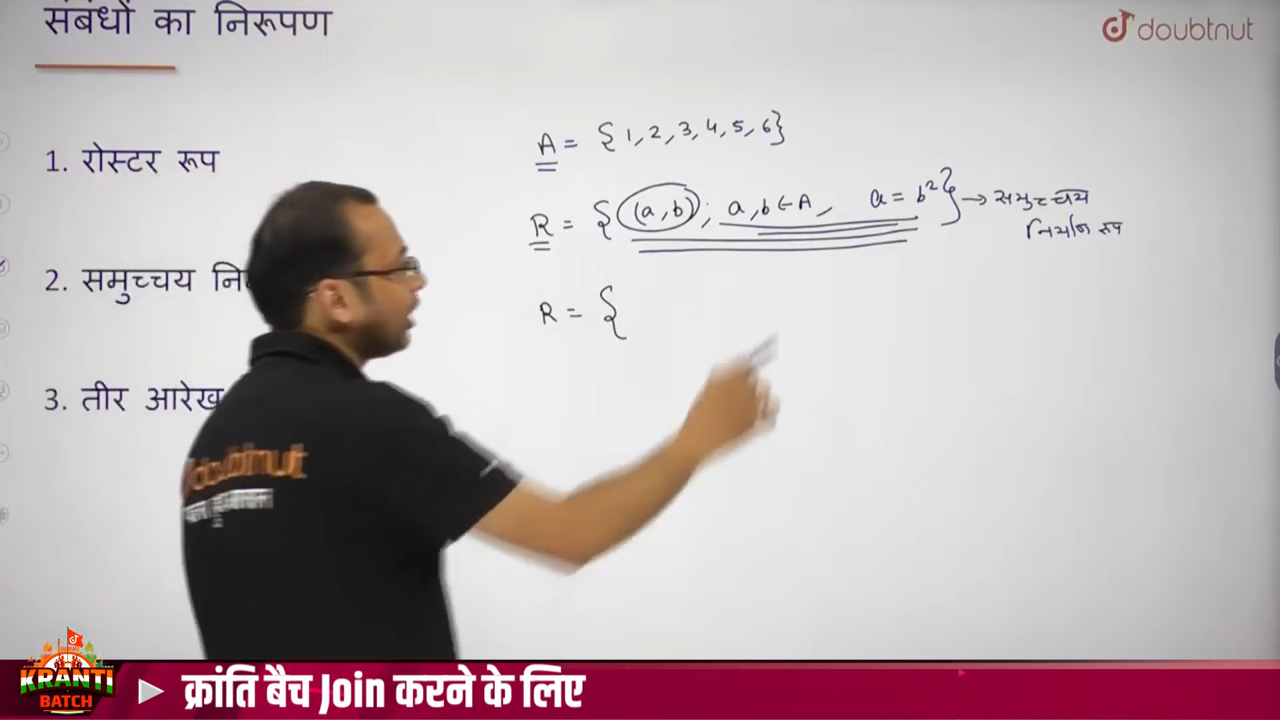 संबंधों का निरूपण
doubtnut
1. रोस्टर रूप
A = {1, 2, 3, 4, 5, 6}
R = {(a, b) ; a, b ∈ A, a = b²} → समुच्चय
निर्माण रूप
2. समुच्चय नि
R = {
3. तीर आरेख
doubtnut
KRANTI
BATCH
क्रांति बैच Join करने के लिए